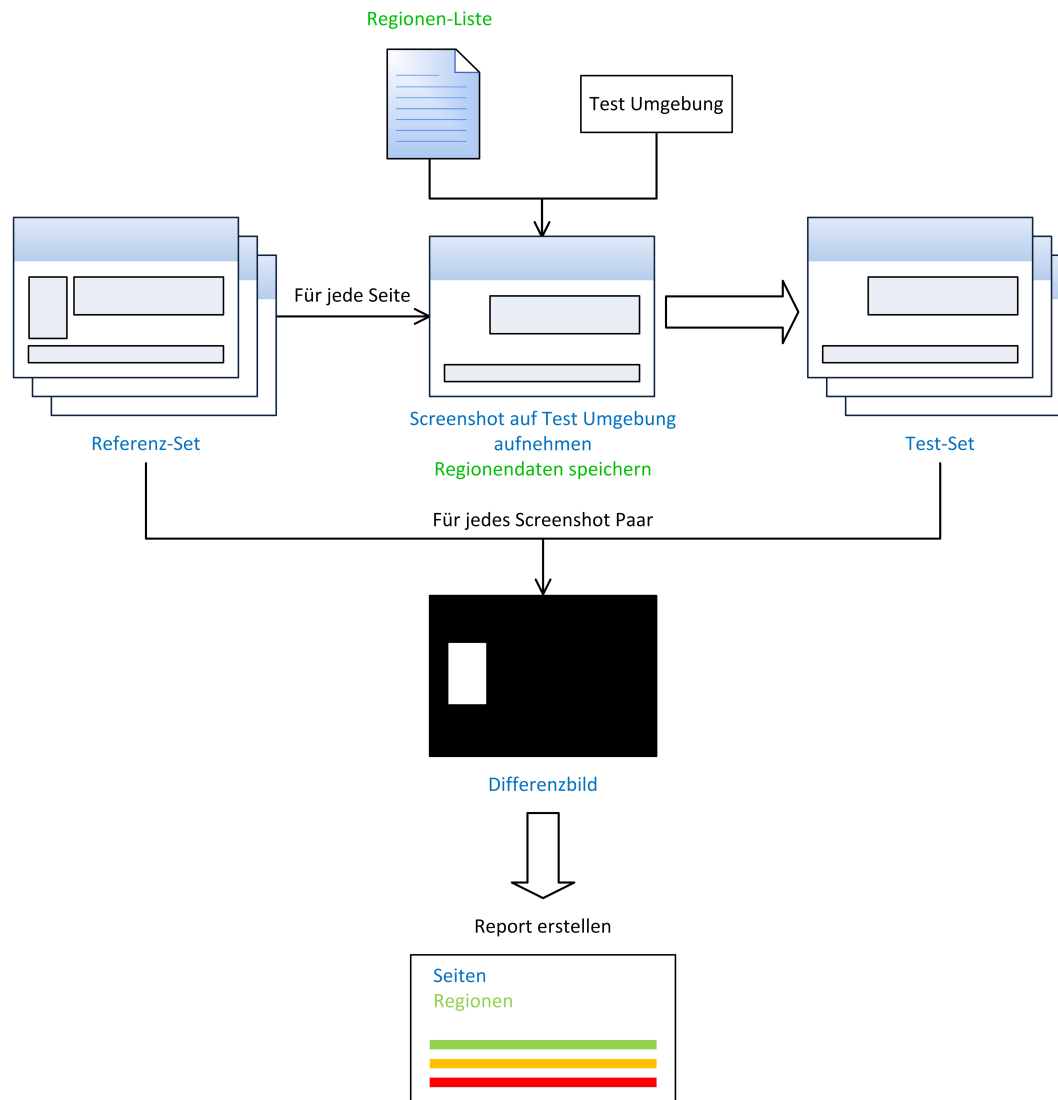 Regionen-Liste
Test Umgebung
Für jede Seite
Screenshot auf Test Umgebung
aufnehmen
Regionendaten speichern
Referenz-Set
Test-Set
Für jedes Screenshot Paar
Differenzbild
Report erstellen
Seiten
Regionen